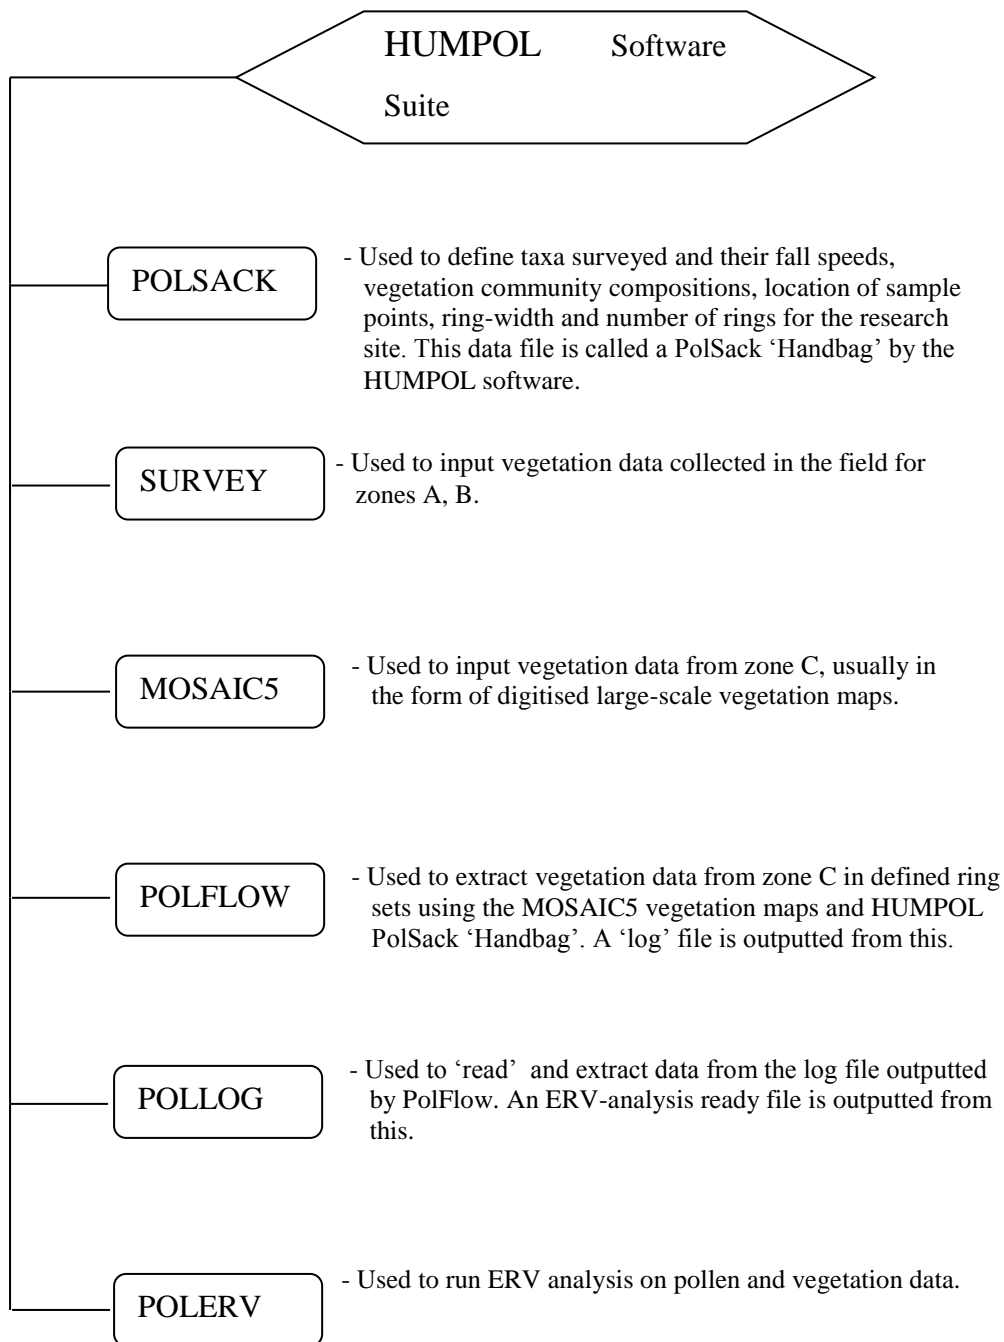 HUMPOL Software
Suite
POLSACK
- Used to define taxa surveyed and their fall speeds,
vegetation community compositions, location of sample
points, ring-width and number of rings for the research
site. This data file is called a PolSack ‘Handbag’ by the
HUMPOL software.
SURVEY
- Used to input vegetation data collected in the field for
zones A, B.
MOSAIC5
- Used to input vegetation data from zone C, usually in
the form of digitised large-scale vegetation maps.
POLFLOW
- Used to extract vegetation data from zone C in defined ring
sets using the MOSAIC5 vegetation maps and HUMPOL
PolSack ‘Handbag’. A ‘log’ file is outputted from this.
POLLOG
- Used to ‘read’ and extract data from the log file outputted
by PolFlow. An ERV-analysis ready file is outputted from
this.
POLERV
- Used to run ERV analysis on pollen and vegetation data.